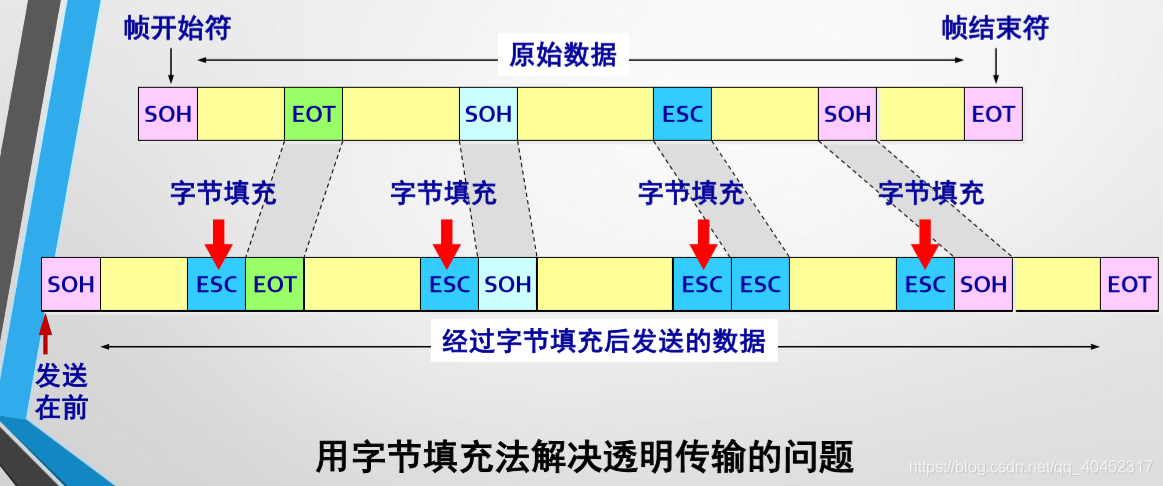 帧开始符
帧结束符
原始数据
SOH EOT SOH ESC SOH EOT
字节填充 字节填充 字节填充 字节填充
SOH ESC EOT ESC SOH ESC ESC ESC SOH EOT
经过字节填充后发送的数据
发送
在前
用字节填充法解决透明传输的问题
https://blog.csdn.net/qq_40452317